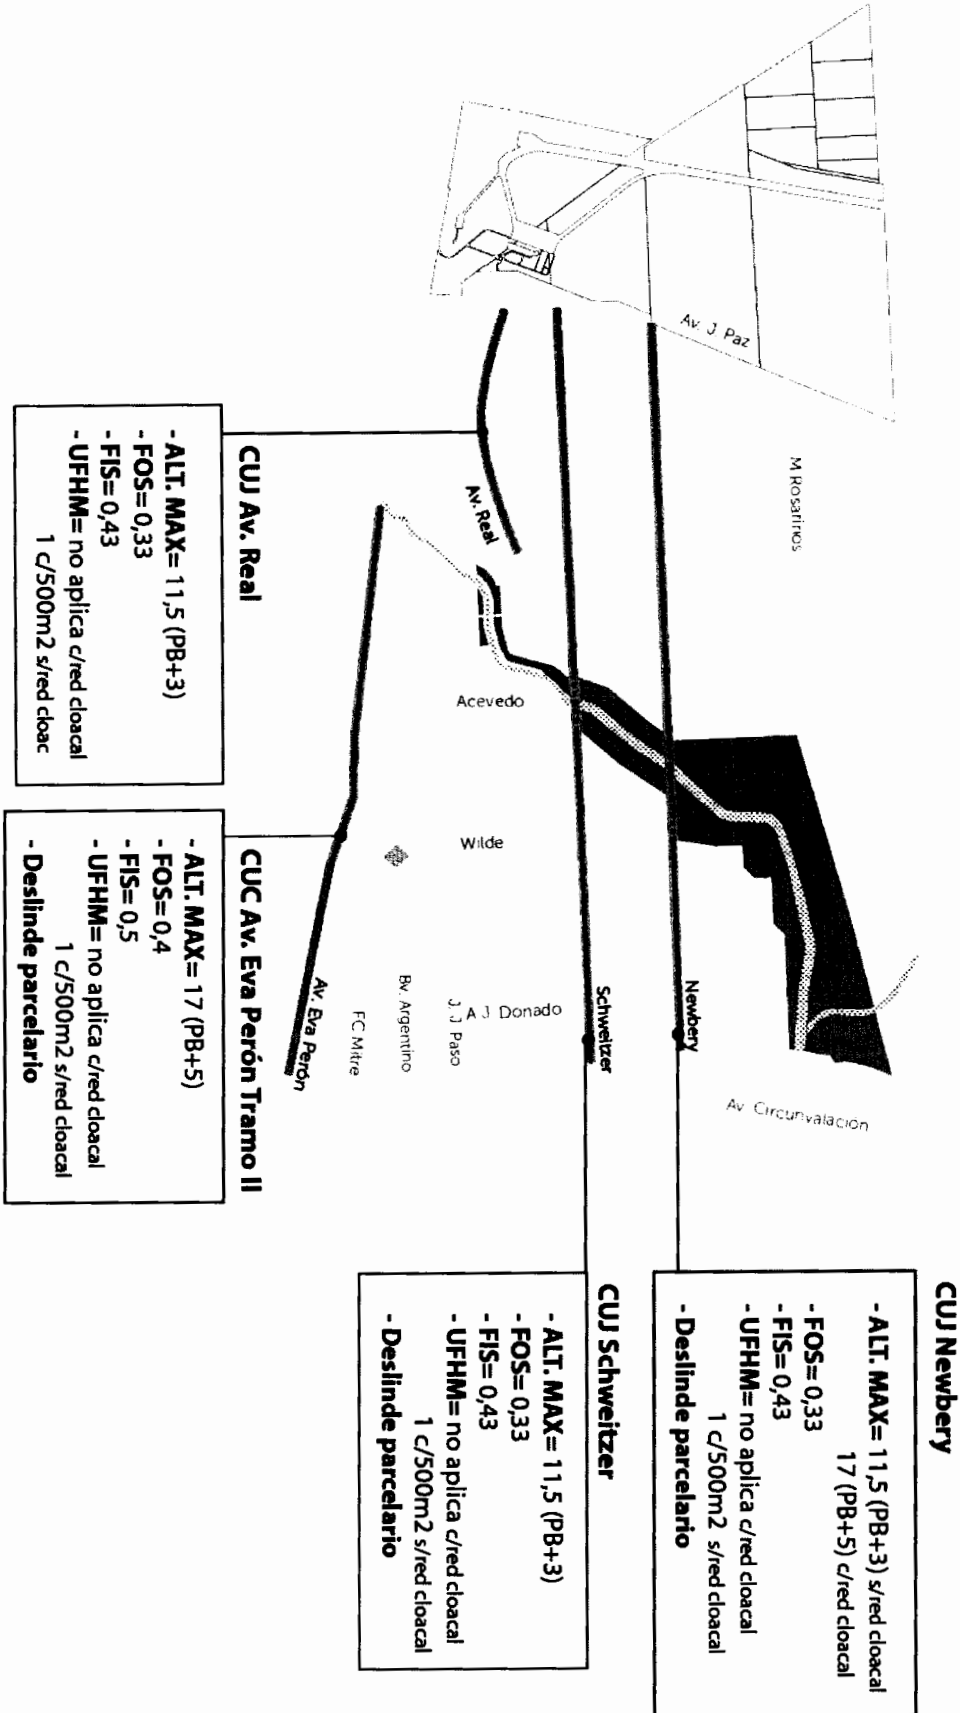 CUJ Newbery
- ALT. MAX= 11,5 (PB+3) s/red cloacal
17 (PB+5) c/red cloacal
- FOS= 0,33
- FIS= 0,43
- UFHM= no aplica c/red cloacal
1 c/500m2 s/red cloacal
- Deslinde parcelario
CUJ Schweitzer
- ALT. MAX= 11,5 (PB+3)
- FOS= 0,33
- FIS= 0,43
- UFHM= no aplica c/red cloacal
1 c/500m2 s/red cloacal
- Deslinde parcelario
Av. J. Paz
M Rosarinos
Av. Circunvalación
Newbery
Schweitzer
Av. Real
Acevedo
Wilde
A J Donado
J.J Paso
Bv. Argentino
FC Mitre
Av. Eva Perón
CUJ Av. Real
- ALT. MAX= 11,5 (PB+3)
- FOS= 0,33
- FIS= 0,43
- UFHM= no aplica c/red cloacal
1 c/500m2 s/red cloac
CUC Av. Eva Perón Tramo II
- ALT. MAX= 17 (PB+5)
- FOS= 0,4
- FIS= 0,5
- UFHM= no aplica c/red cloacal
1 c/500m2 s/red cloacal
- Deslinde parcelario